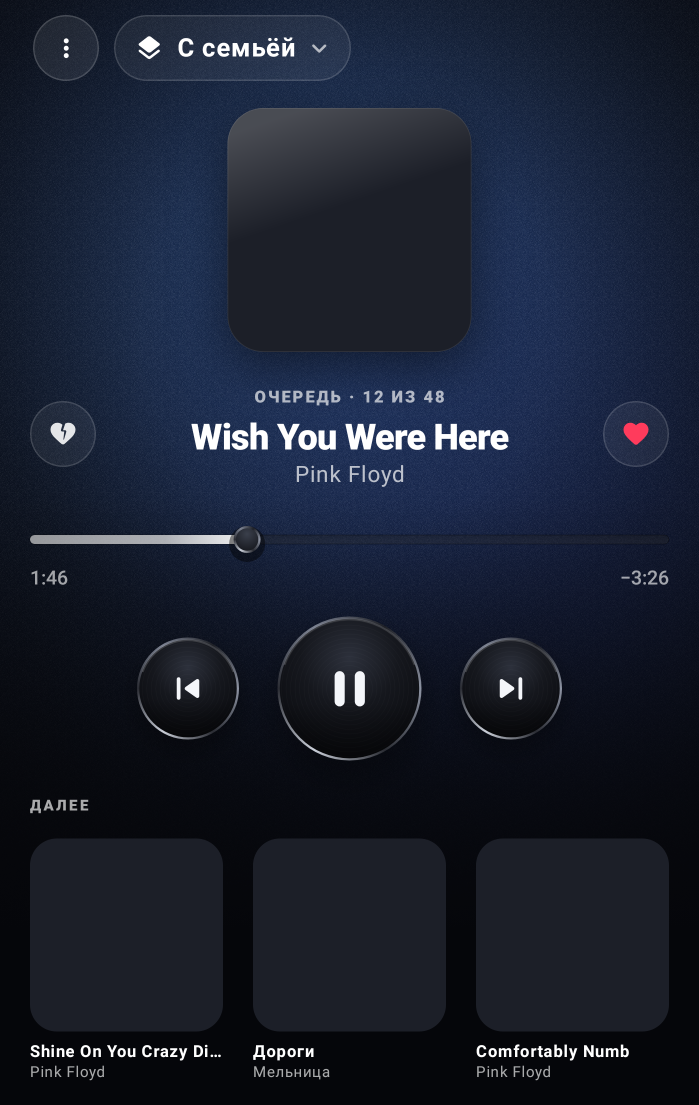 С семьёй
ОЧЕРЕДЬ · 12 ИЗ 48
Wish You Were Here
Pink Floyd
1:46
−3:26
ДАЛЕЕ
Shine On You Crazy Di...
Pink Floyd
Дороги
Мельница
Comfortably Numb
Pink Floyd